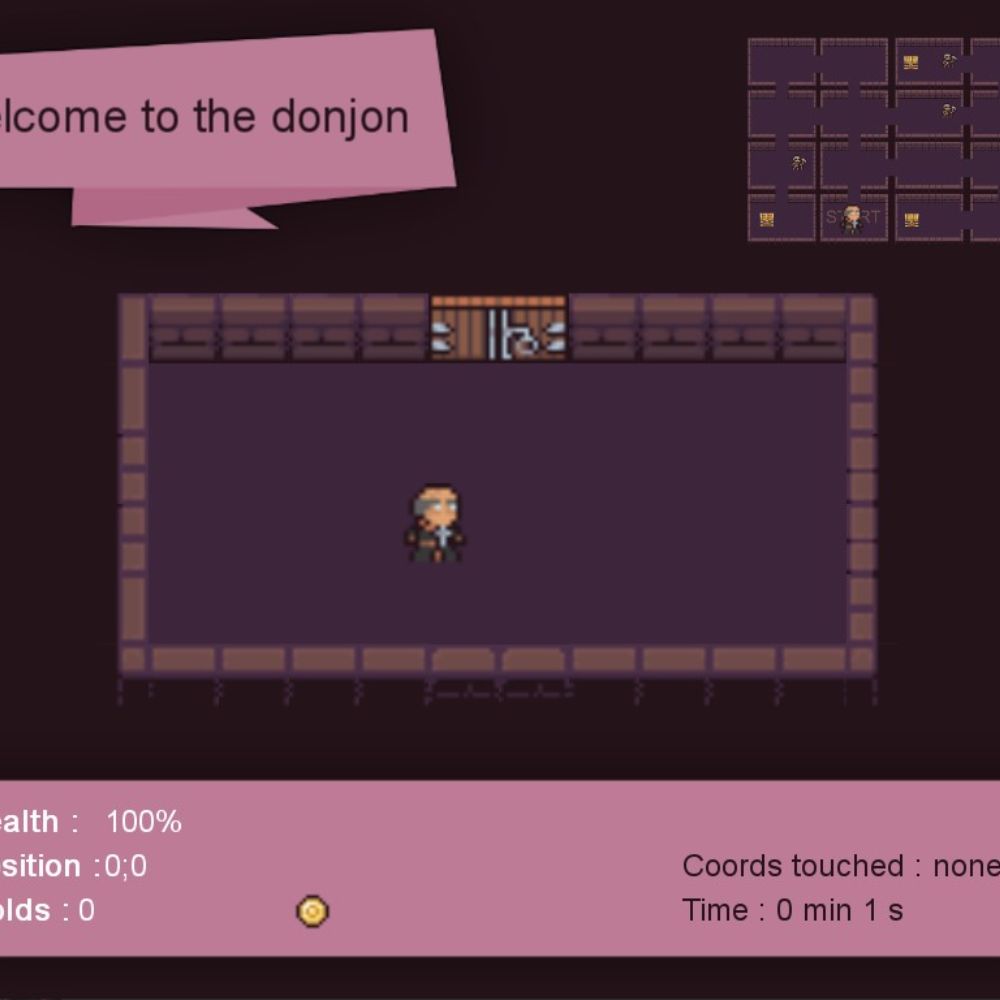 elcome to the donjon
START
ealth : 100%
sition :0;0
olds : 0
Coords touched : none
Time : 0 min 1 s